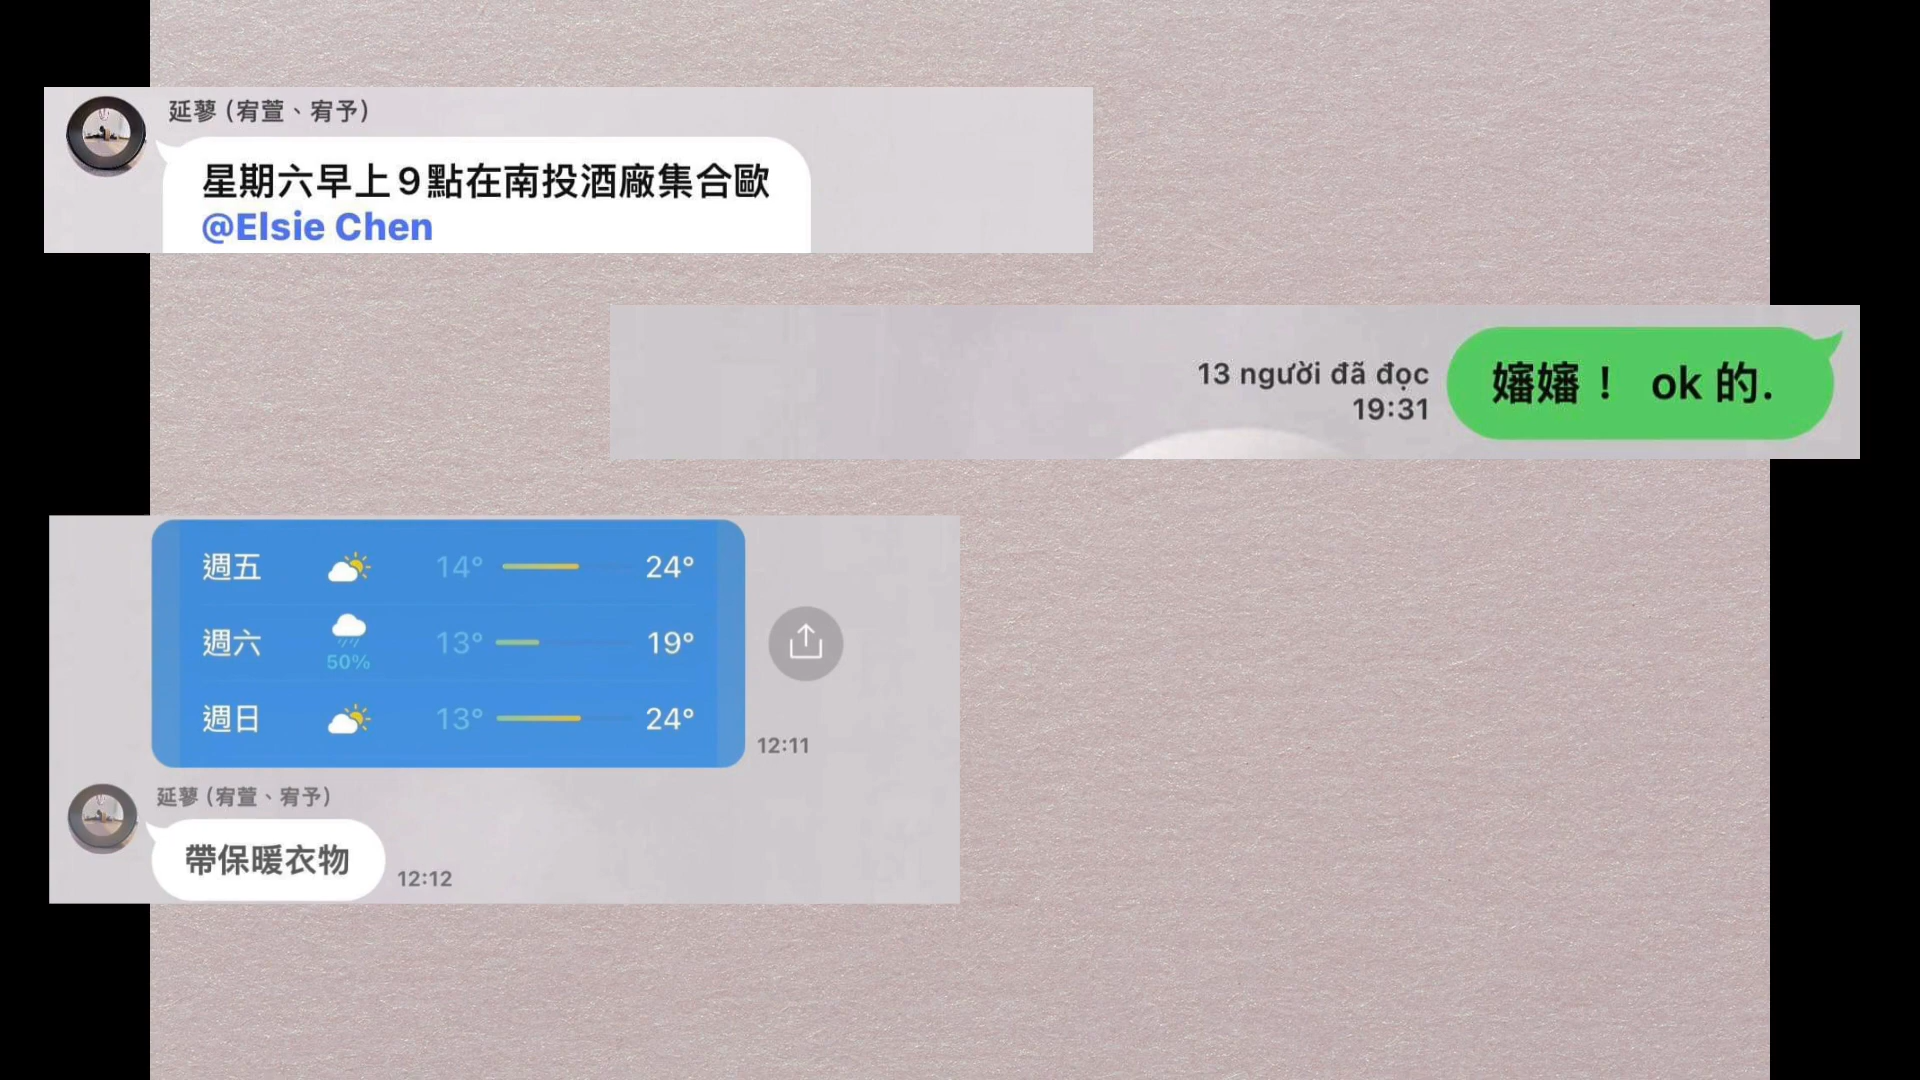 延蓼 (宥萱、宥予)
星期六早上9點在南投酒廠集合歐
@Elsie Chen
13 người đã đọc
19:31
嬸嬸！ ok 的.
週五 14° 24°
週六 50% 13° 19°
週日 13° 24°
12:11
延蓼 (宥萱、宥予)
帶保暖衣物
12:12